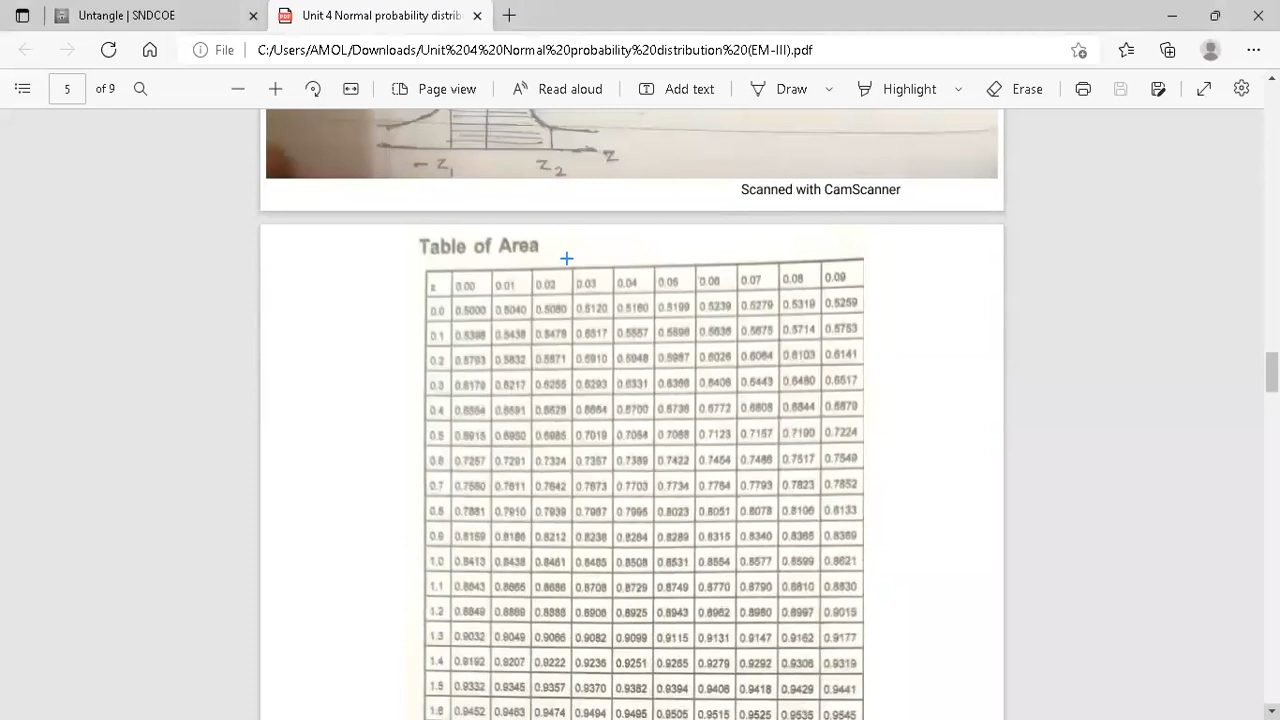 Untangle | SNDCOE
Unit 4 Normal probability distrib
File C:/Users/AMOL/Downloads/Unit%204%20Normal%20probability%20distribution%20(EM-III).pdf
5 of 9 Page view Read aloud Add text Draw Highlight Erase
- Z1 Z2 Z
Scanned with CamScanner
Table of Area
z 0.00 0.01 0.02 0.03 0.04 0.05 0.06 0.07 0.08 0.09
0.0 0.5000 0.5040 0.5080 0.5120 0.5160 0.5199 0.5239 0.5279 0.5319 0.5259
0.1 0.5398 0.5438 0.5478 0.5517 0.5557 0.5596 0.5636 0.5675 0.5714 0.5753
0.2 0.5793 0.5832 0.5871 0.5910 0.5948 0.5987 0.6026 0.6064 0.6103 0.6141
0.3 0.6179 0.6217 0.6255 0.6293 0.6331 0.6368 0.6406 0.6443 0.6480 0.6517
0.4 0.6554 0.6591 0.6628 0.6664 0.6700 0.6736 0.6772 0.6808 0.6844 0.6879
0.5 0.6915 0.6950 0.6985 0.7019 0.7054 0.7088 0.7123 0.7157 0.7190 0.7224
0.6 0.7257 0.7291 0.7324 0.7357 0.7389 0.7422 0.7454 0.7486 0.7517 0.7549
0.7 0.7580 0.7611 0.7642 0.7673 0.7703 0.7734 0.7764 0.7793 0.7823 0.7852
0.8 0.7881 0.7910 0.7939 0.7967 0.7995 0.8023 0.8051 0.8078 0.8106 0.8133
0.9 0.8159 0.8186 0.8212 0.8238 0.8264 0.8289 0.8315 0.8340 0.8365 0.8389
1.0 0.8413 0.8438 0.8461 0.8485 0.8508 0.8531 0.8554 0.8577 0.8599 0.8621
1.1 0.8643 0.8665 0.8686 0.8708 0.8729 0.8749 0.8770 0.8790 0.8810 0.8830
1.2 0.8849 0.8869 0.8888 0.8906 0.8925 0.8943 0.8962 0.8980 0.8997 0.9015
1.3 0.9032 0.9049 0.9066 0.9082 0.9099 0.9115 0.9131 0.9147 0.9162 0.9177
1.4 0.9192 0.9207 0.9222 0.9236 0.9251 0.9265 0.9279 0.9292 0.9306 0.9319
1.5 0.9332 0.9345 0.9357 0.9370 0.9382 0.9394 0.9406 0.9418 0.9429 0.9441
1.6 0.9452 0.9463 0.9474 0.9494 0.9495 0.9505 0.9515 0.9525 0.9535 0.9545